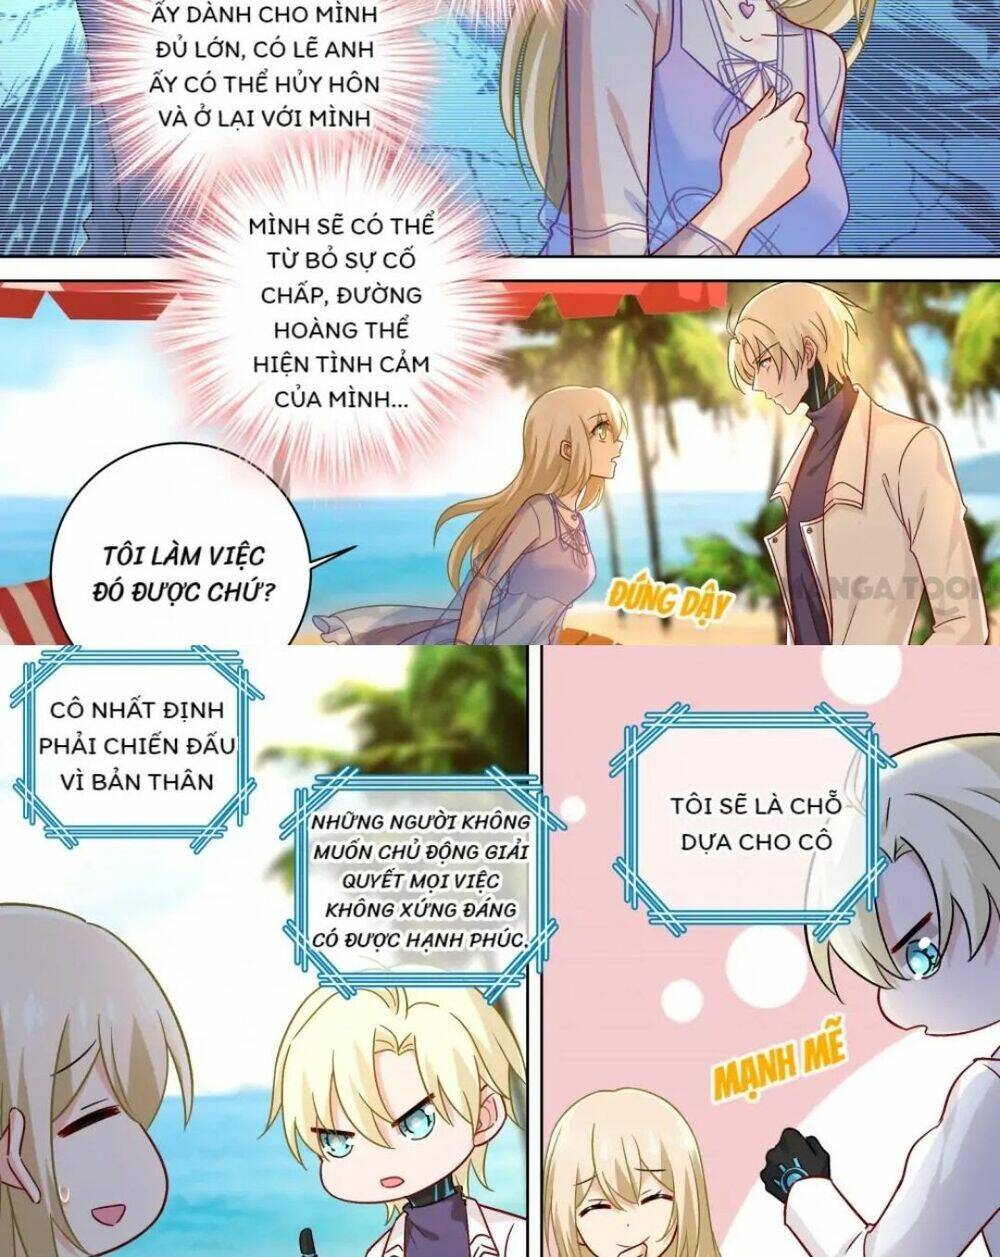 ẤY DÀNH CHO MÌNH
ĐỦ LỚN, CÓ LẼ ANH
ẤY CÓ THỂ HỦY HÔN
VÀ Ở LẠI VỚI MÌNH
MÌNH SẼ CÓ THỂ
TỪ BỎ SỰ CỐ
CHẤP, ĐƯỜNG
HOÀNG THỂ
HIỆN TÌNH CẢM
CỦA MÌNH...
TÔI LÀM VIỆC
ĐÓ ĐƯỢC CHỨ?
ĐỨNG DẬY
MANGA TOON
CÔ NHẤT ĐỊNH
PHẢI CHIẾN ĐẤU
VÌ BẢN THÂN
NHỮNG NGƯỜI KHÔNG
MUỐN CHỦ ĐỘNG GIẢI
QUYẾT MỌI VIỆC
KHÔNG XỨNG ĐÁNG
CÓ ĐƯỢC HẠNH PHÚC.
TÔI SẼ LÀ CHỖ
DỰA CHO CÔ
MẠNH MẼ